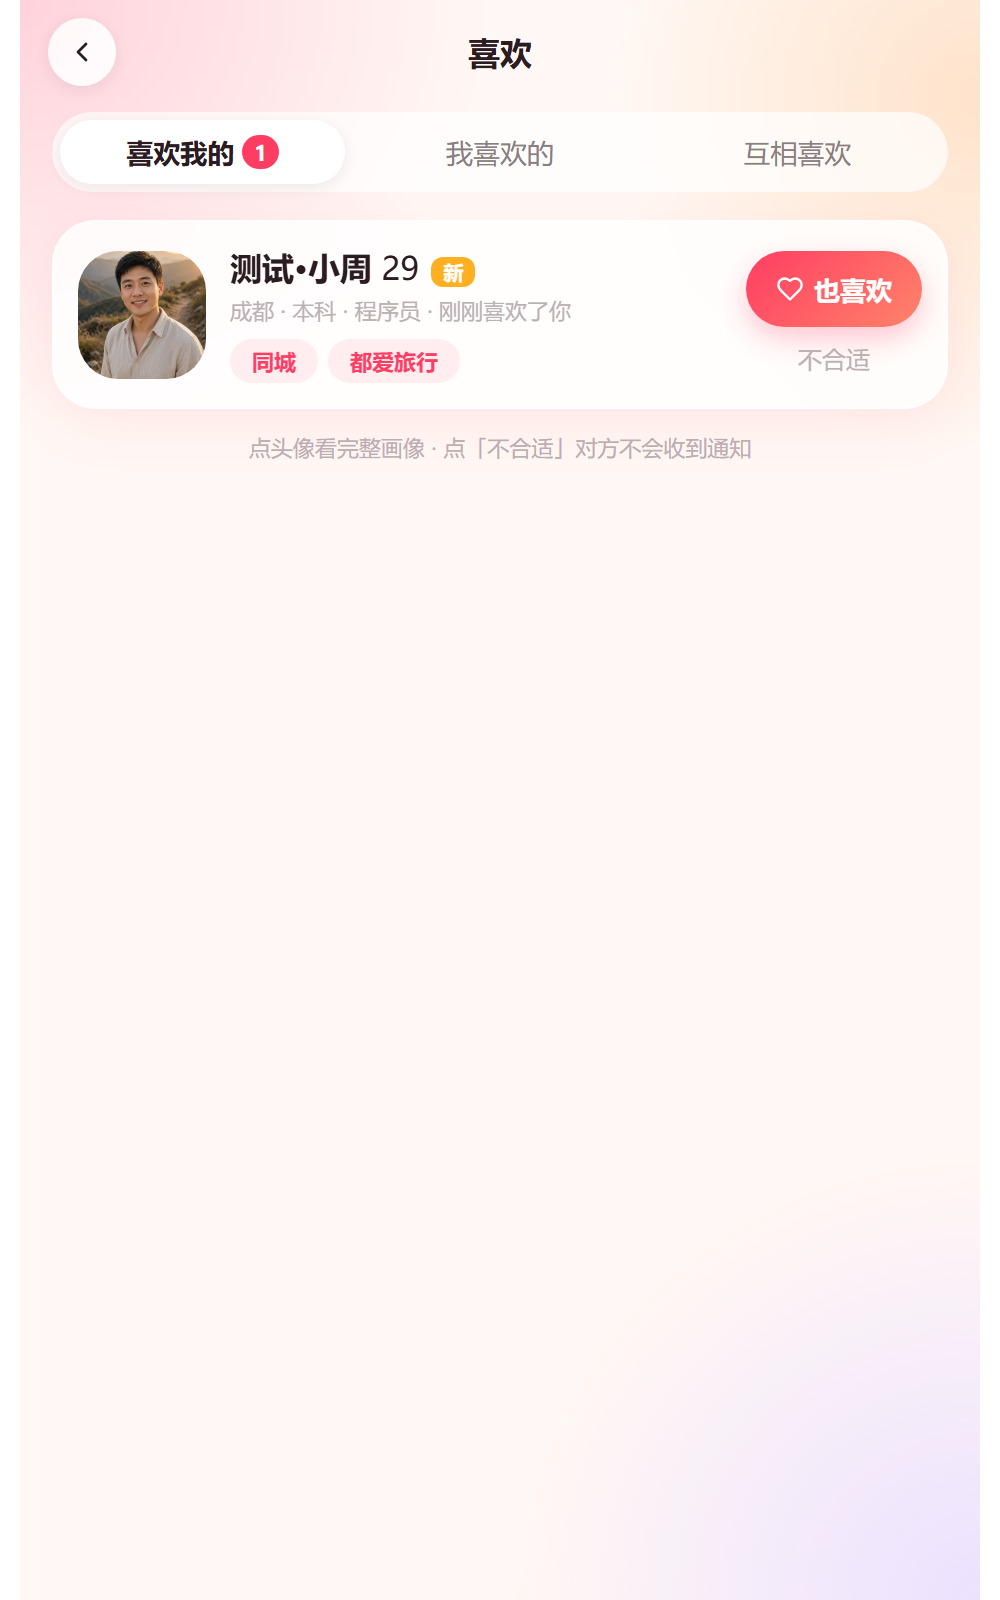 喜欢
喜欢我的 1
我喜欢的
互相喜欢
测试•小周 29 新
成都 · 本科 · 程序员 · 刚刚喜欢了你
同城
都爱旅行
也喜欢
不合适
点头像看完整画像 · 点「不合适」对方不会收到通知